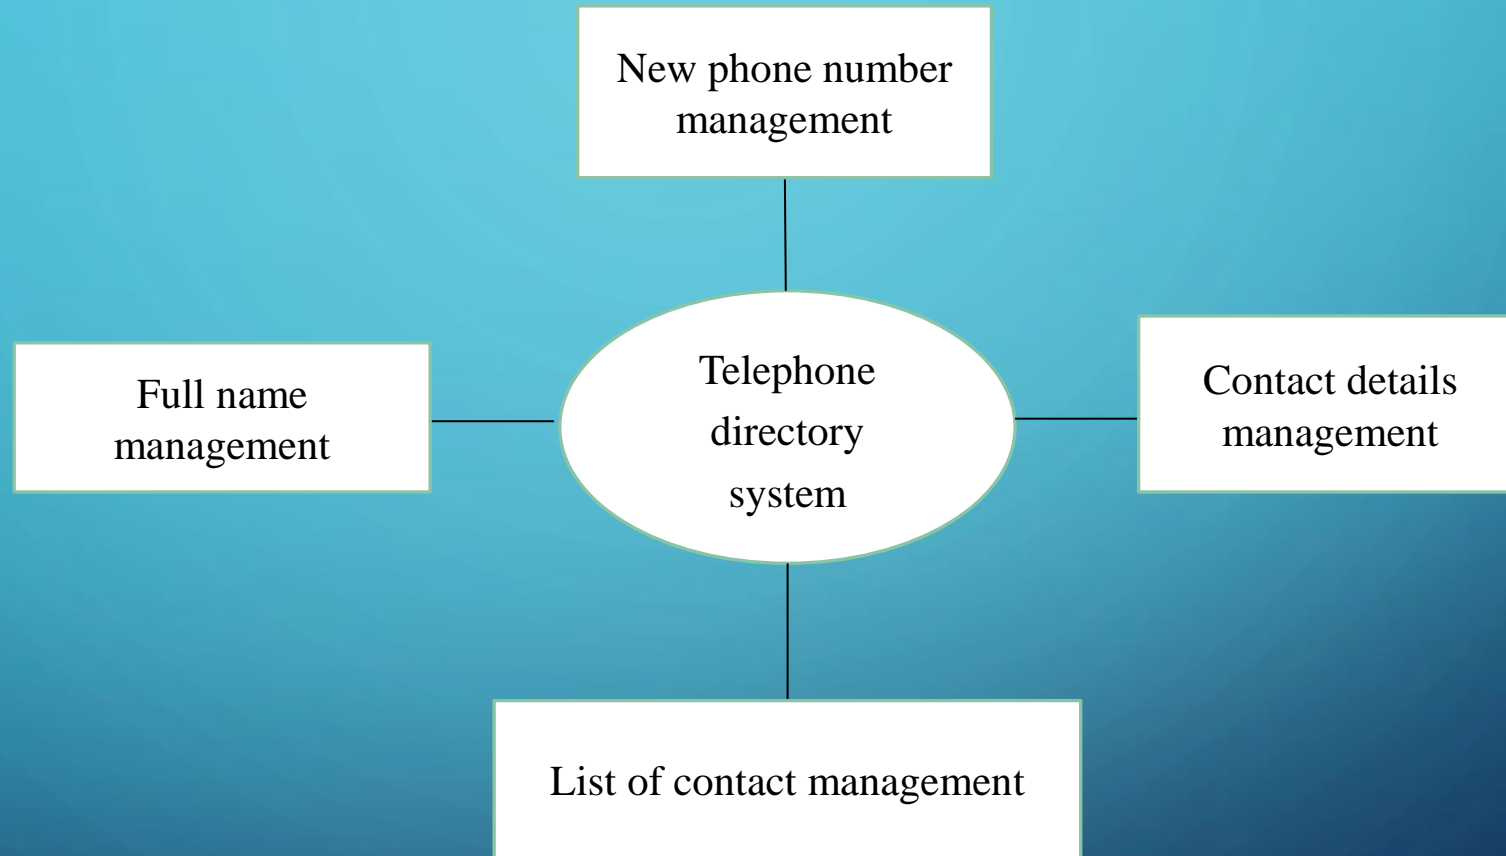 New phone number
management
Full name
management
Telephone
directory
system
Contact details
management
List of contact management